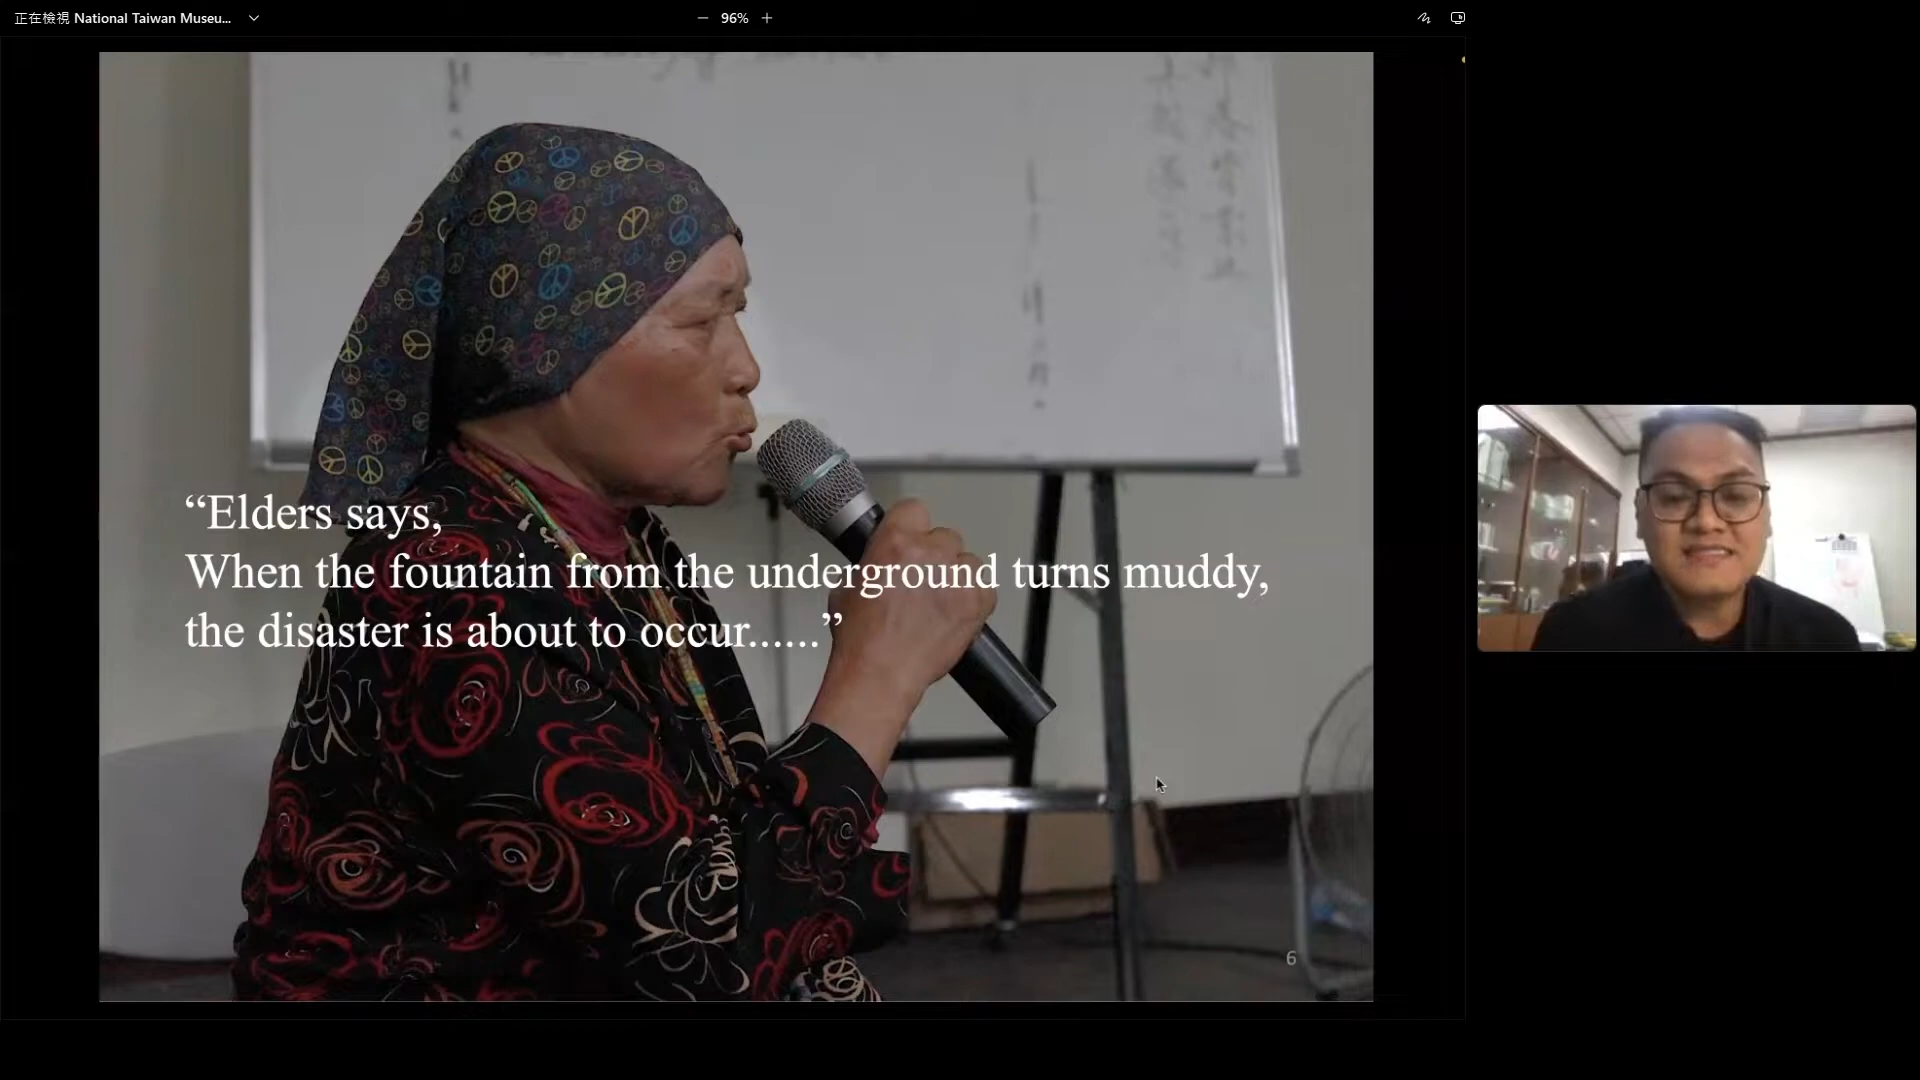 正在檢視 National Taiwan Museu...
96%
“Elders says,
When the fountain from the underground turns muddy,
the disaster is about to occur......”
6